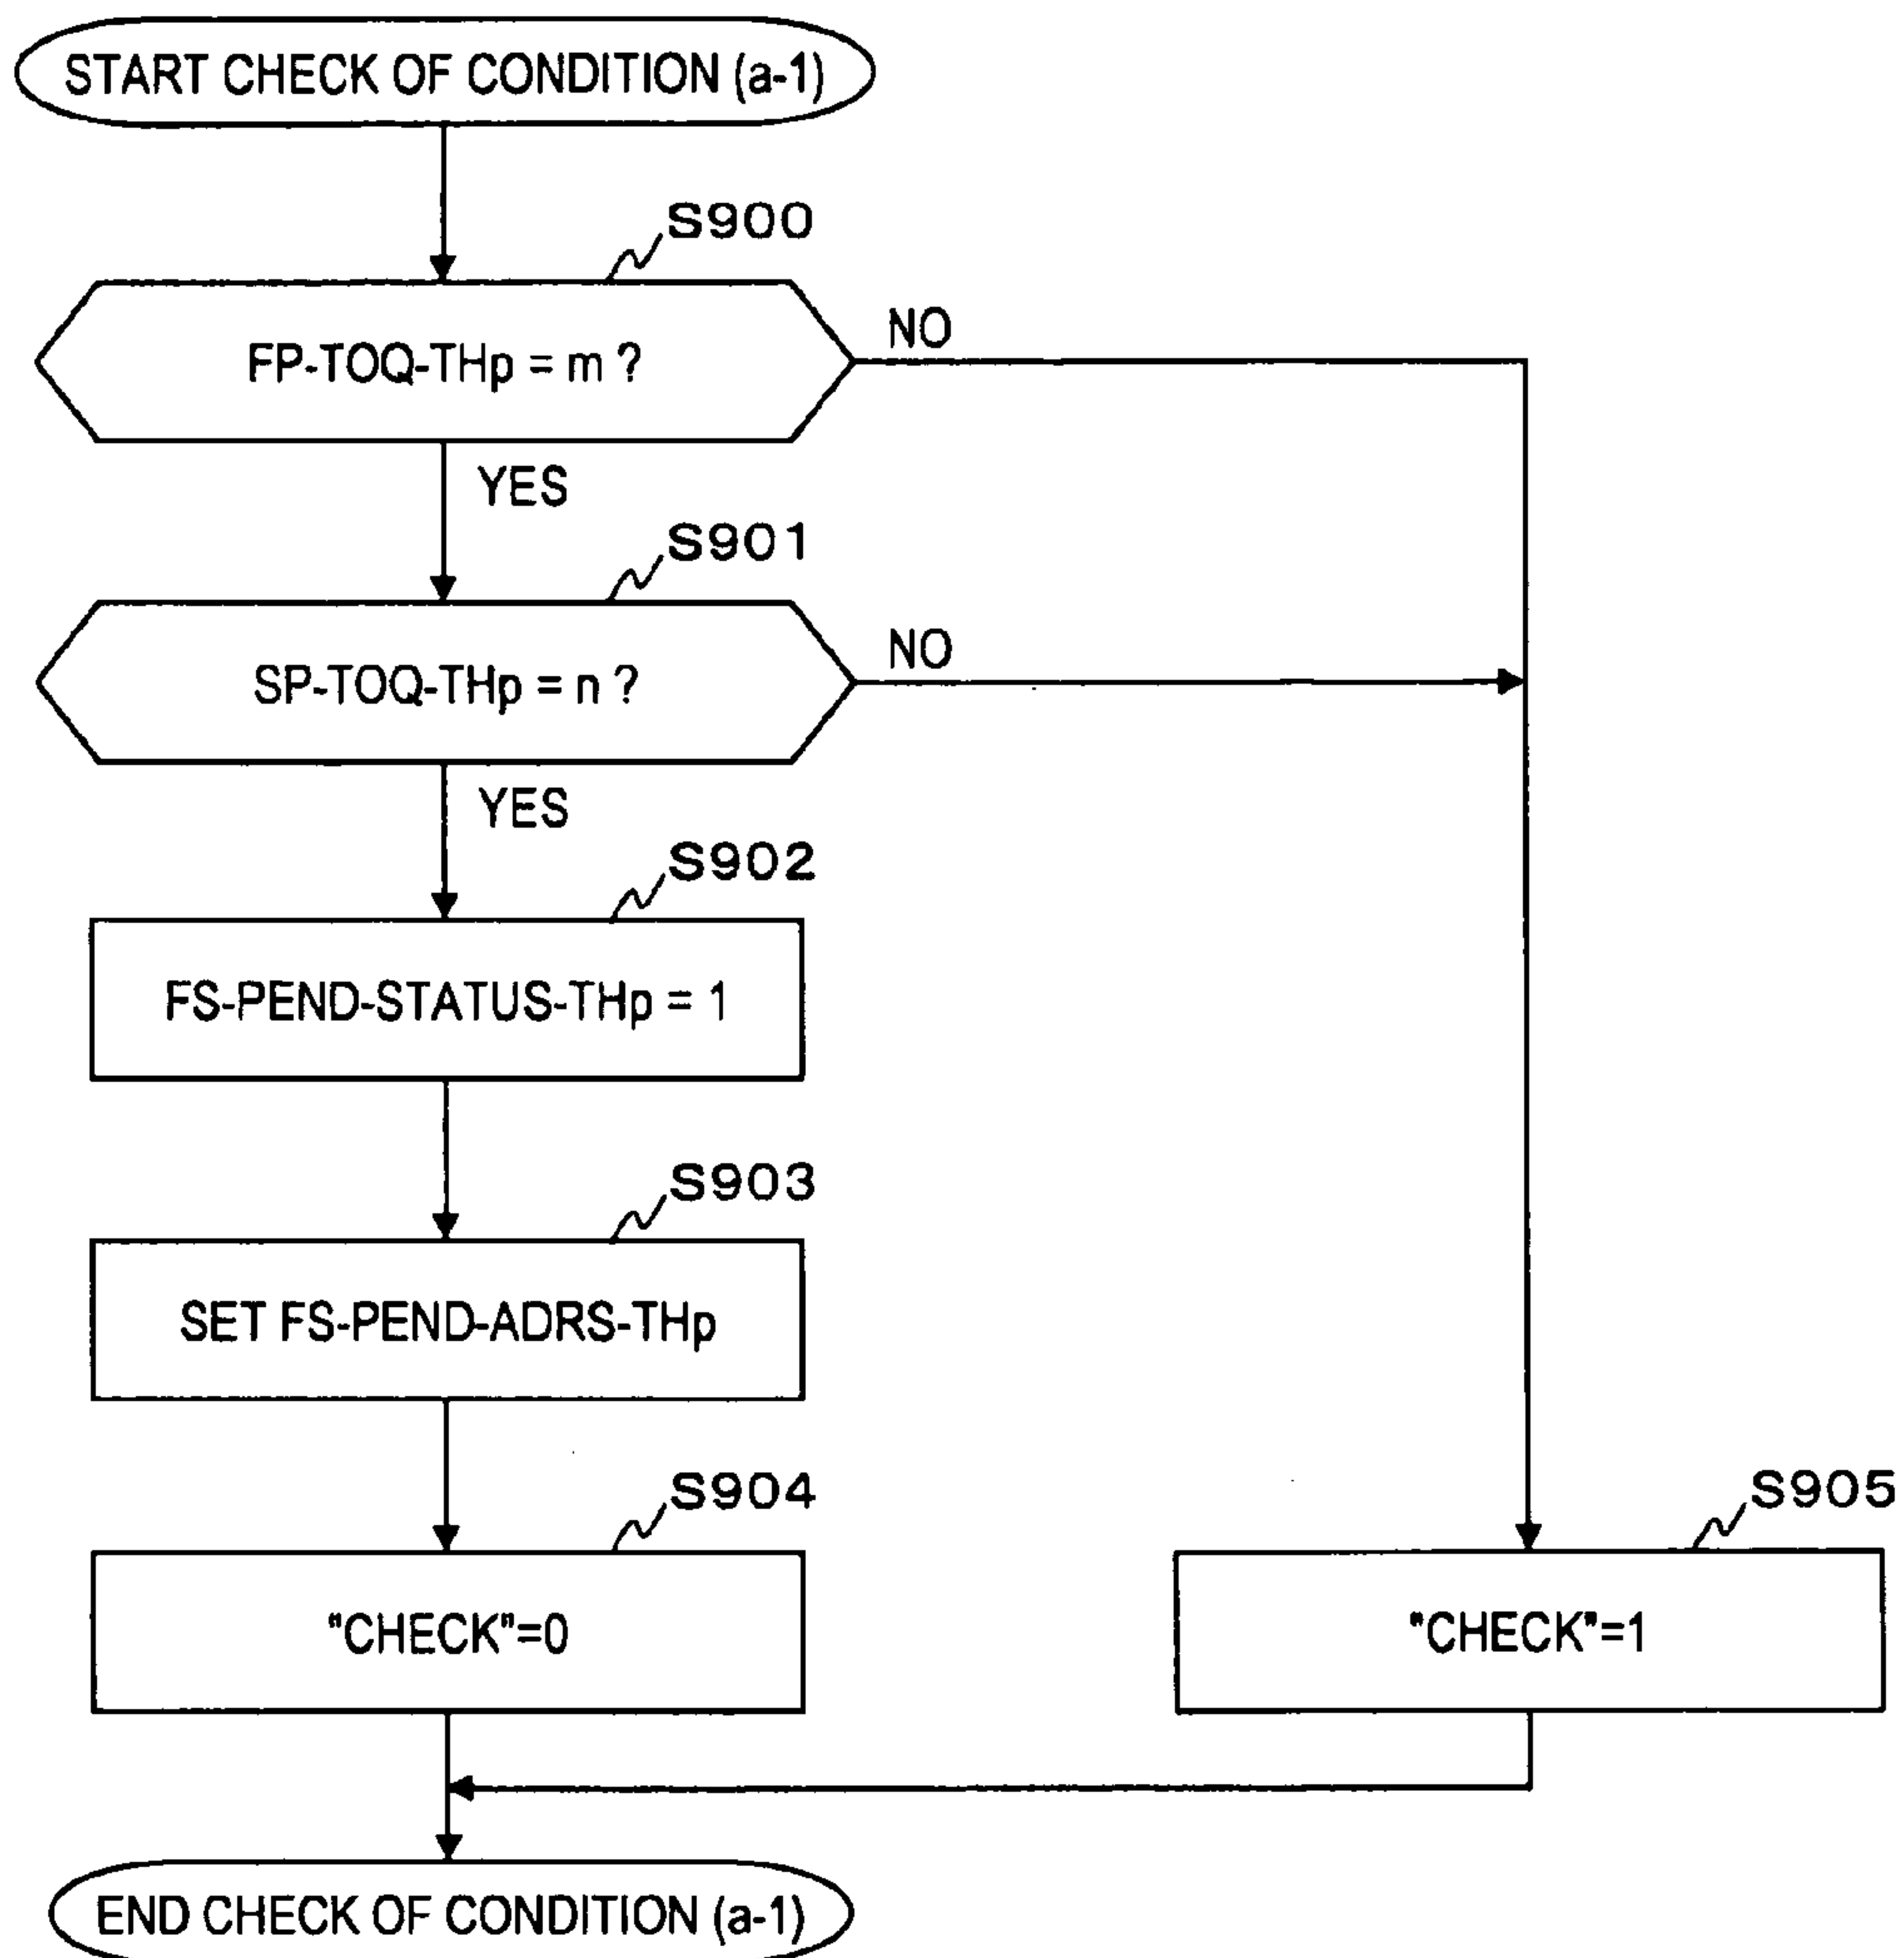 START CHECK OF CONDITION (a-1)
S900
FP-TOQ-THp = m ?
NO
YES
S901
SP-TOQ-THp = n ?
NO
YES
S902
FS-PEND-STATUS-THp = 1
S903
SET FS-PEND-ADRS-THp
S904
"CHECK"=0
S905
"CHECK"=1
END CHECK OF CONDITION (a-1)